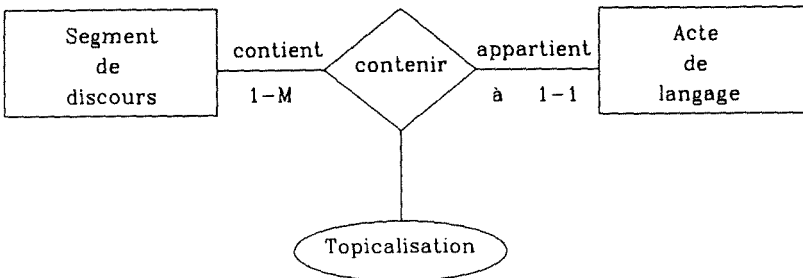 Segment
de
discours
contient
1-M
contenir
appartient
à 1-1
Acte
de
langage
Topicalisation